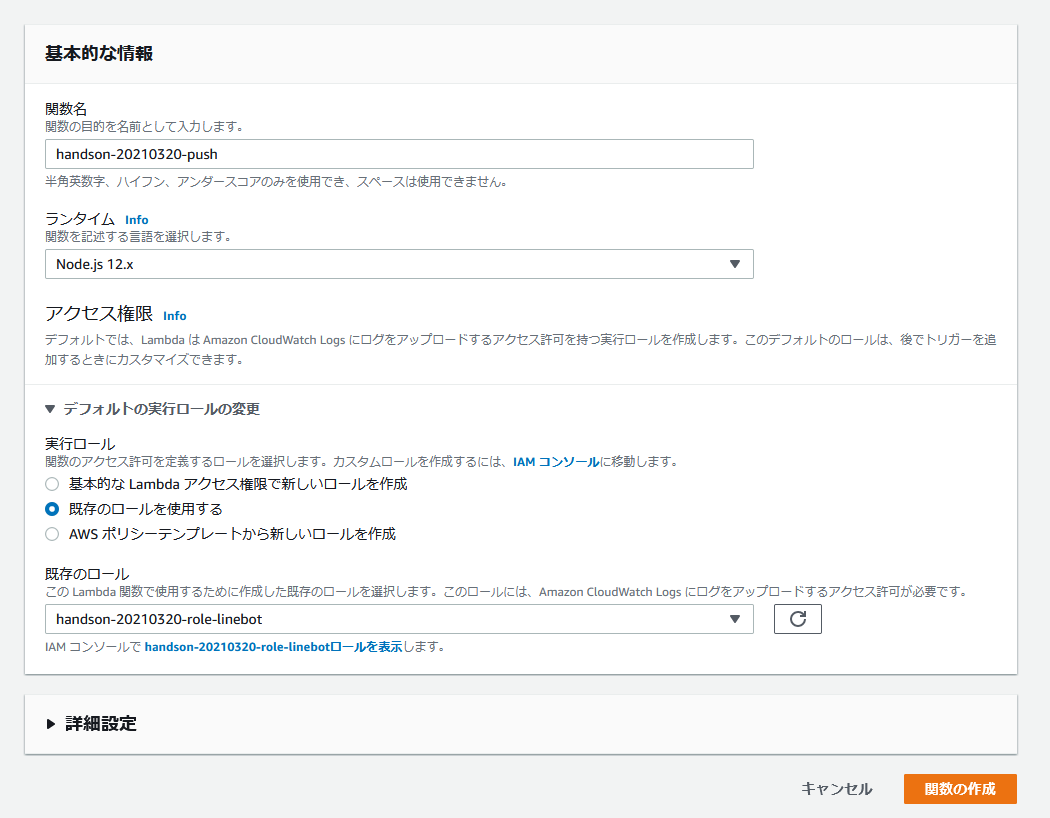 基本的な情報
関数名
関数の目的を名前として入力します。
handson-20210320-push
半角英数字、ハイフン、アンダースコアのみを使用でき、スペースは使用できません。
ランタイム Info
関数を記述する言語を選択します。
Node.js 12.x
アクセス権限 Info
デフォルトでは、Lambda は Amazon CloudWatch Logs にログをアップロードするアクセス許可を持つ実行ロールを作成します。このデフォルトのロールは、後でトリガーを追
加するときにカスタマイズできます。
デフォルトの実行ロールの変更
実行ロール
関数のアクセス許可を定義するロールを選択します。カスタムロールを作成するには、IAM コンソールに移動します。
基本的な Lambda アクセス権限で新しいロールを作成
既存のロールを使用する
AWS ポリシーテンプレートから新しいロールを作成
既存のロール
この Lambda 関数で使用するために作成した既存のロールを選択します。このロールには、Amazon CloudWatch Logs にログをアップロードするアクセス許可が必要です。
handson-20210320-role-linebot
IAM コンソールで handson-20210320-role-linebotロールを表示します。
詳細設定
キャンセル
関数の作成